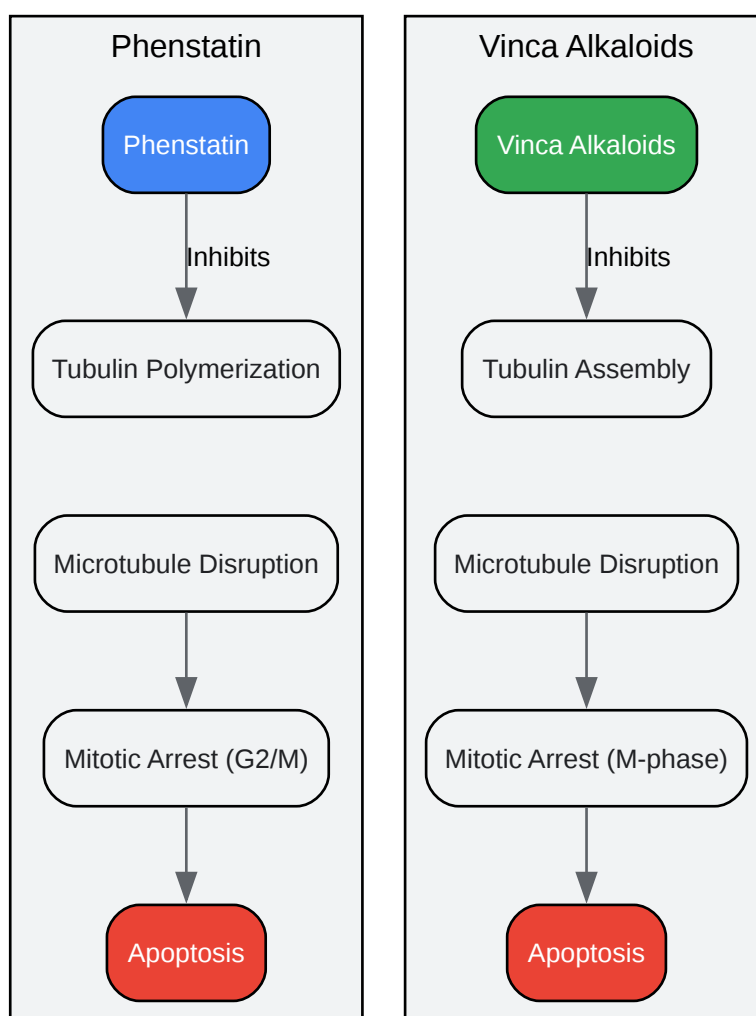 Phenstatin
Phenstatin
Inhibits
Tubulin Polymerization
Microtubule Disruption
Mitotic Arrest (G2/M)
Apoptosis
Vinca Alkaloids
Vinca Alkaloids
Inhibits
Tubulin Assembly
Microtubule Disruption
Mitotic Arrest (M-phase)
Apoptosis